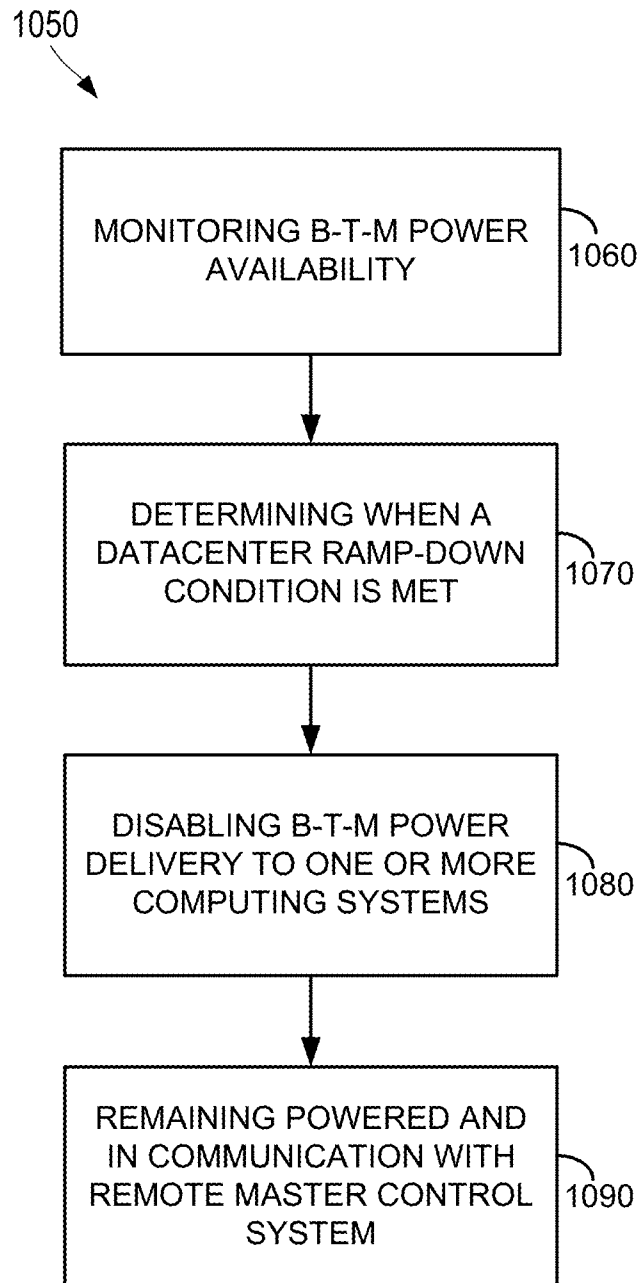 1050
MONITORING B-T-M POWER
AVAILABILITY
1060
DETERMINING WHEN A
DATACENTER RAMP-DOWN
CONDITION IS MET
1070
DISABLING B-T-M POWER
DELIVERY TO ONE OR MORE
COMPUTING SYSTEMS
1080
REMAINING POWERED AND
IN COMMUNICATION WITH
REMOTE MASTER CONTROL
SYSTEM
1090